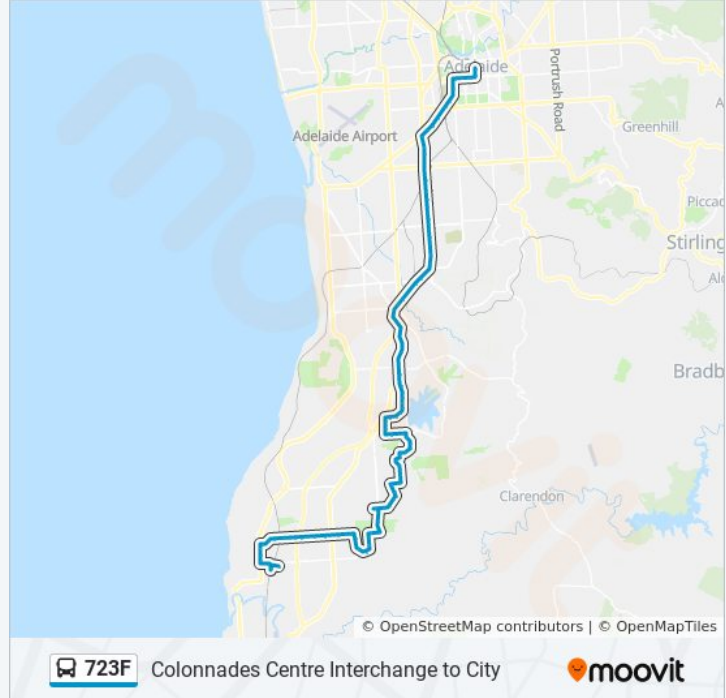 Adelaide
Portrush Road
Adelaide Airport
Greenhill
Piccad
Stirling
Ald
Bradb
Clarendon
© OpenStreetMap contributors | © OpenMapTiles
723F Colonnades Centre Interchange to City moovit